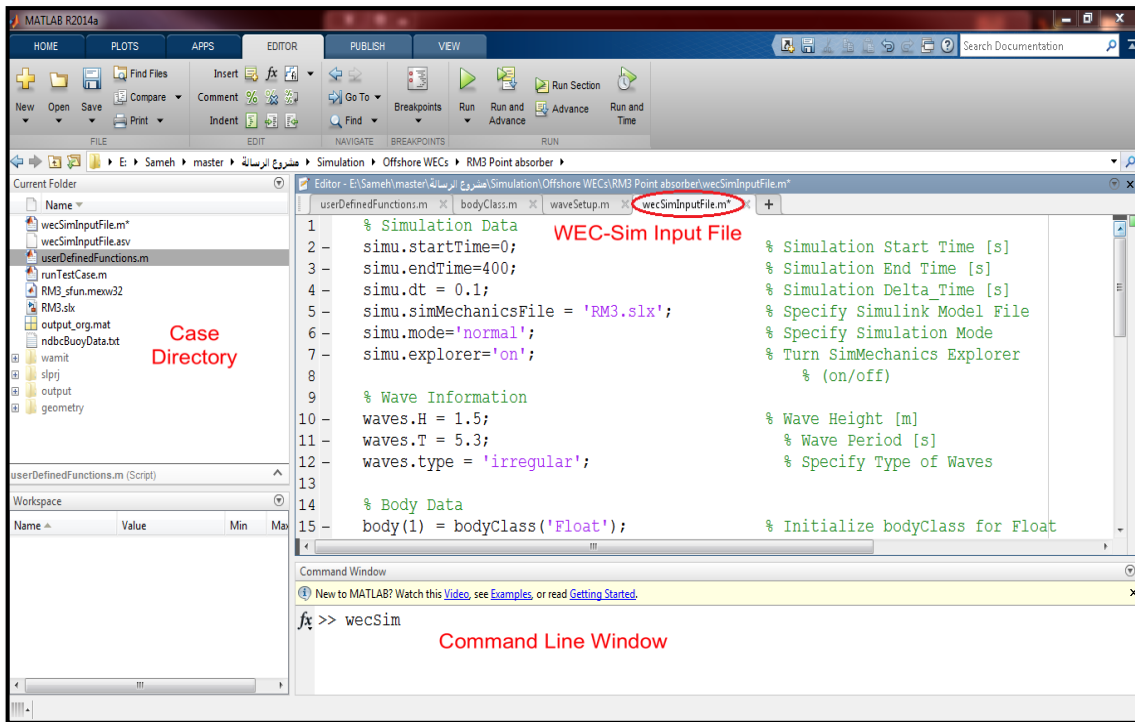 MATLAB R2014a
HOME PLOTS APPS EDITOR PUBLISH VIEW
Search Documentation
Find Files Insert fx
Compare Comment %
Print Indent
New Open Save
Go To
Find
Breakpoints Run Run and Advance
Run Section
Advance
Run and Time
FILE EDIT NAVIGATE BREAKPOINTS RUN
E: Sameh master مشروع الرسالة Simulation Offshore WECs RM3 Point absorber
Current Folder
Name
wecSimInputFile.m*
wecSimInputFile.asv
userDefinedFunctions.m
runTestCase.m
RM3_sfun.mexw32
RM3.slx
output_org.mat
ndbcBuoyData.txt
wamit
slprj
output
geometry
Case
Directory
userDefinedFunctions.m (Script)
Workspace
Name Value Min Max
Editor - E:\Sameh\master\مشروع الرسالة\Simulation\Offshore WECs\RM3 Point absorber\wecSimInputFile.m*
userDefinedFunctions.m bodyClass.m waveSetup.m wecSimInputFile.m*
WEC-Sim Input File
1 % Simulation Data
2 – simu.startTime=0; % Simulation Start Time [s]
3 – simu.endTime=400; % Simulation End Time [s]
4 – simu.dt = 0.1; % Simulation Delta_Time [s]
5 – simu.simMechanicsFile = 'RM3.slx'; % Specify Simulink Model File
6 – simu.mode='normal'; % Specify Simulation Mode
7 – simu.explorer='on'; % Turn SimMechanics Explorer
8 % (on/off)
9 % Wave Information
10 – waves.H = 1.5; % Wave Height [m]
11 – waves.T = 5.3; % Wave Period [s]
12 – waves.type = 'irregular'; % Specify Type of Waves
13
14 % Body Data
15 – body(1) = bodyClass('Float'); % Initialize bodyClass for Float
Command Window
New to MATLAB? Watch this Video, see Examples, or read Getting Started.
fx >> wecSim
Command Line Window